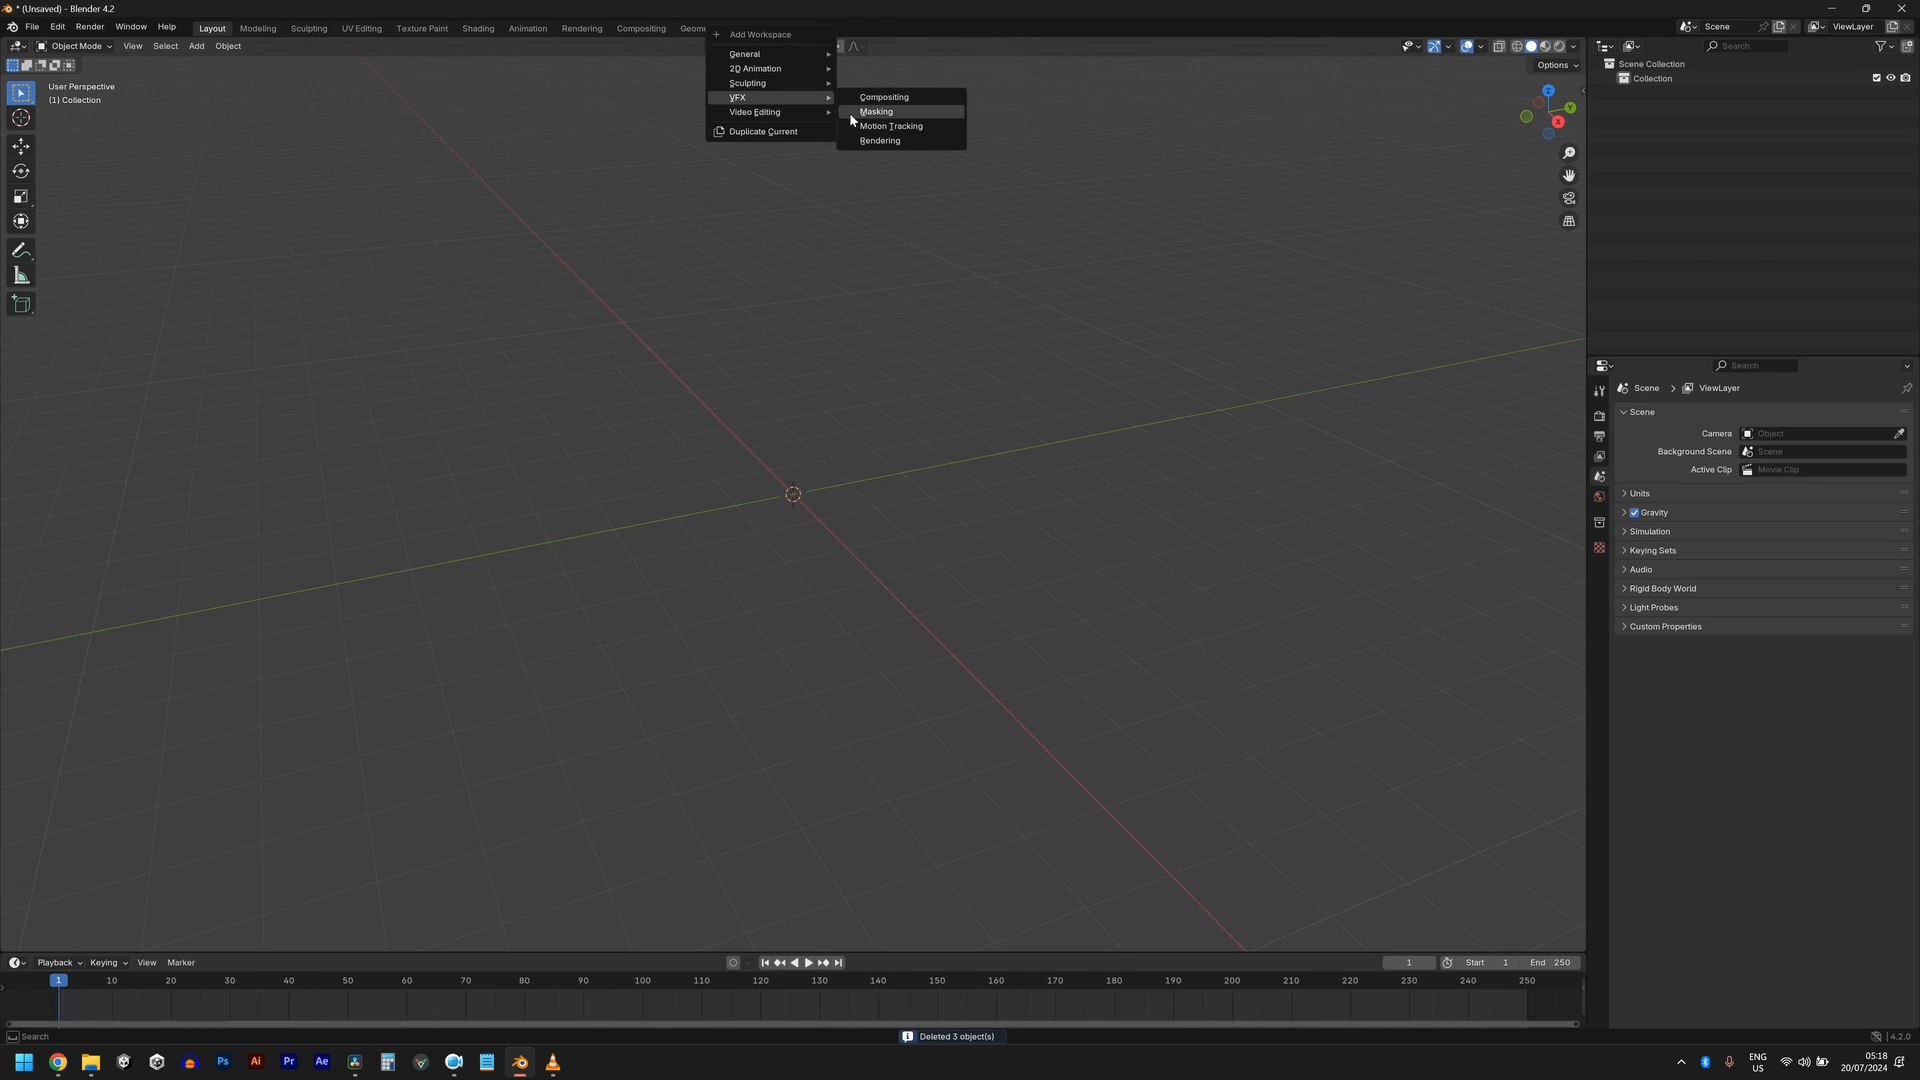 * (Unsaved) - Blender 4.2
File Edit Render Window Help
Layout Modeling Sculpting UV Editing Texture Paint Shading Animation Rendering Compositing Geome
Scene
ViewLayer
Object Mode View Select Add Object
Options
User Perspective
(1) Collection
Add Workspace
General
2D Animation
Sculpting
VFX
Video Editing
Duplicate Current
Compositing
Masking
Motion Tracking
Rendering
Z
Y
X
Search
Scene Collection
Collection
Search
Scene > ViewLayer
Scene
Camera Object
Background Scene Scene
Active Clip Movie Clip
Units
Gravity
Simulation
Keying Sets
Audio
Rigid Body World
Light Probes
Custom Properties
Playback Keying View Marker
1 Start 1 End 250
1 10 20 30 40 50 60 70 80 90 100 110 120 130 140 150 160 170 180 190 200 210 220 230 240 250
Search
Deleted 3 object(s)
4.2.0
Ps Ai Pr Ae
ENG
US
05:18
20/07/2024